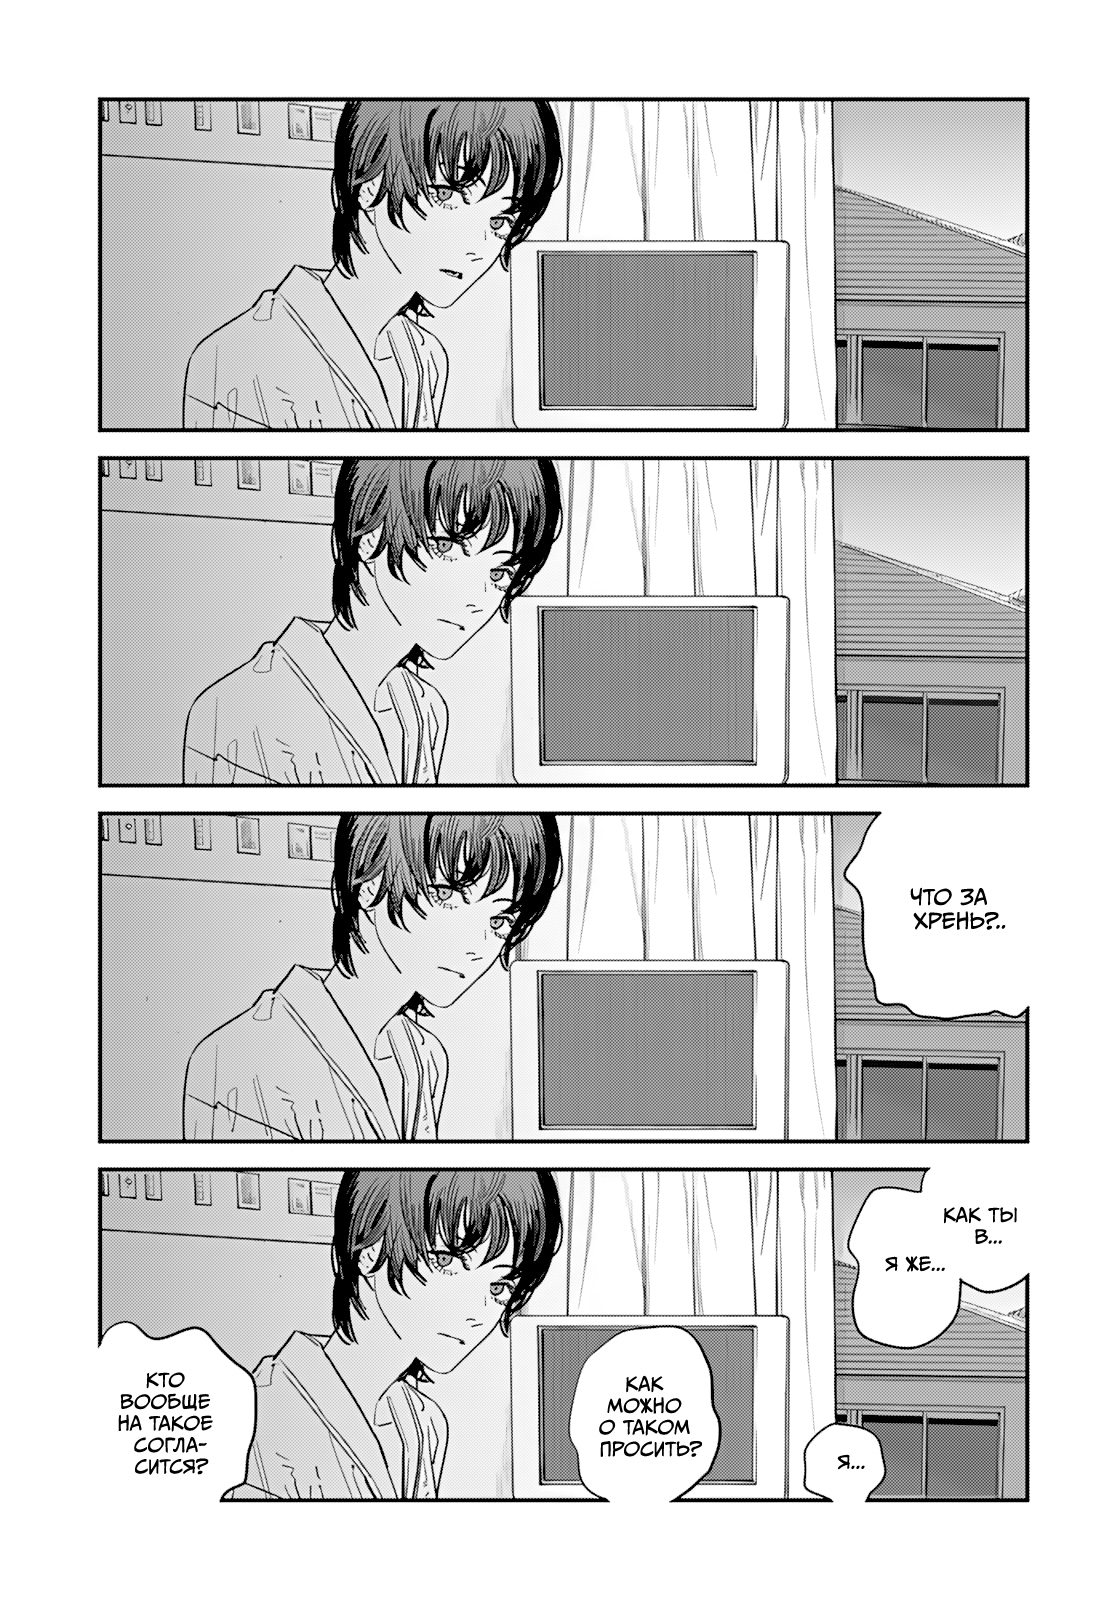 ЧТО ЗА
ХРЕНЬ?..
КАК ТЫ
В...
Я ЖЕ...
Я...
КАК
МОЖНО
О ТАКОМ
ПРОСИТЬ?
КТО
ВООБЩЕ
НА ТАКОЕ
СОГЛА-
СИТСЯ?